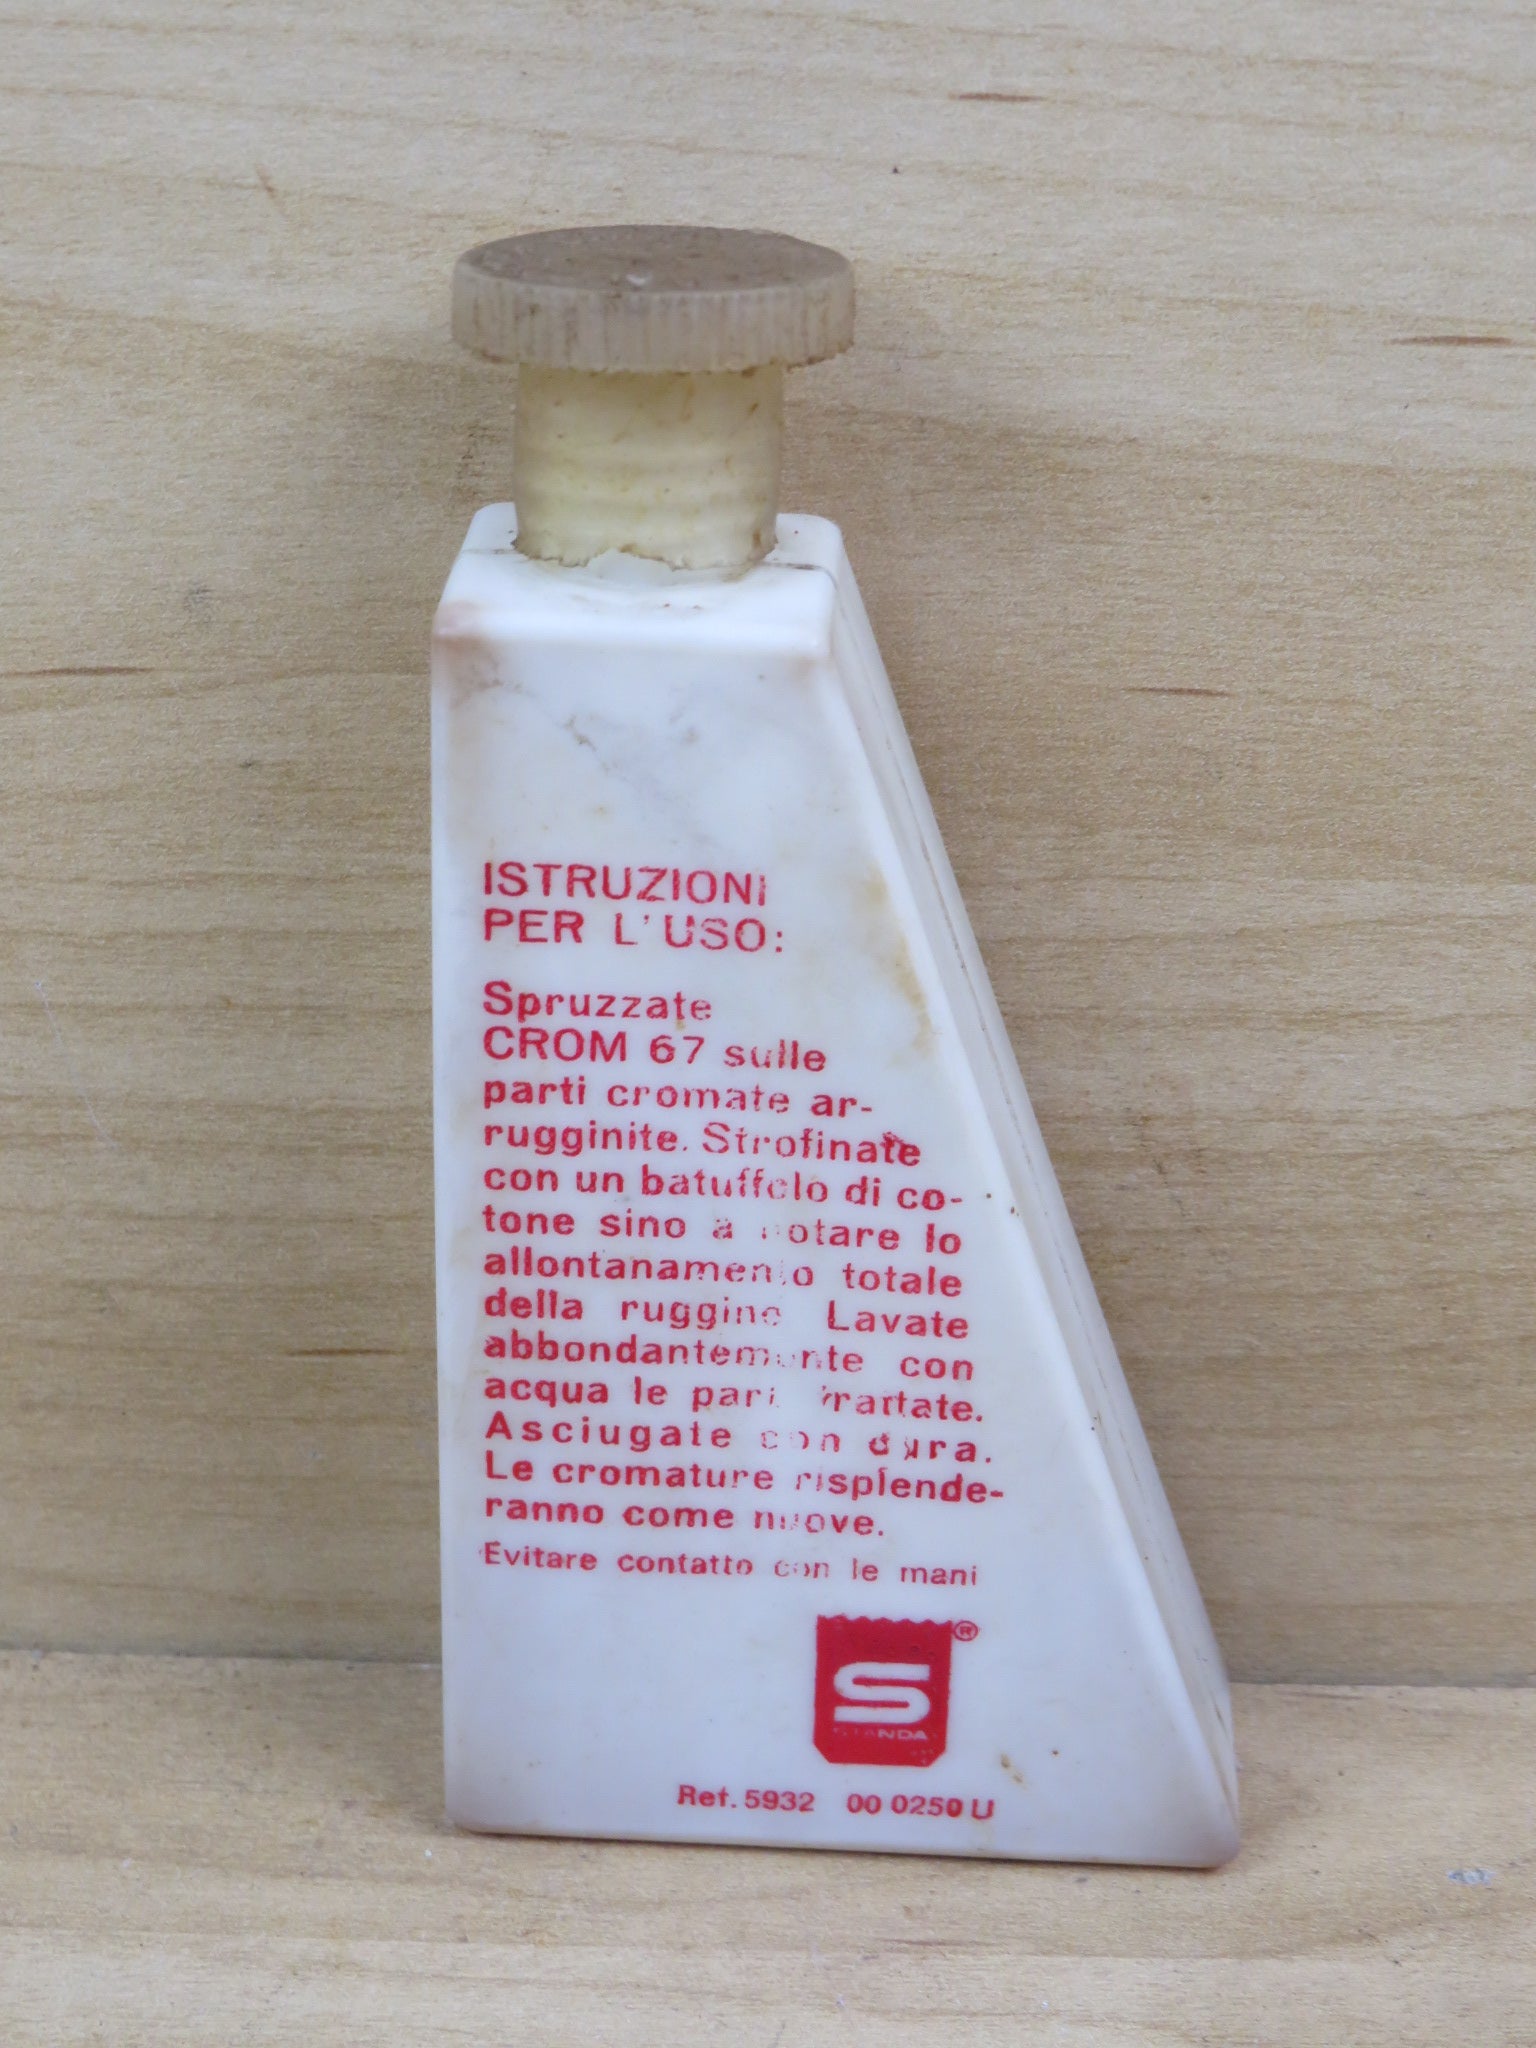 ISTRUZIONI
PER L'USO:
Spruzzate
CROM 67 sulle
parti cromate ar-
rugginite. Strofinate
con un batuffolo di co-
tone sino a notare lo
allontanamento totale
della ruggine Lavate
abbondantemente con
acqua le parti trattate.
Asciugate con cura.
Le cromature risplende-
ranno come nuove.
Evitare contatto con le mani
®
S
STANDA
Ref. 5932 00 0250 U